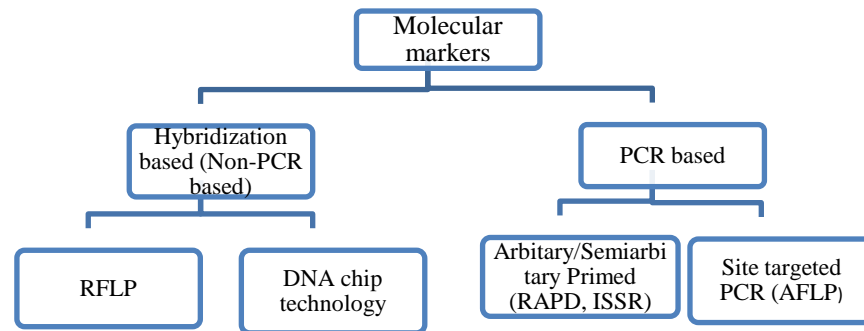 Molecular
markers
Hybridization
based (Non-PCR
based)
PCR based
RFLP
DNA chip
technology
Arbitary/Semiarbi
tary Primed
(RAPD, ISSR)
Site targeted
PCR (AFLP)